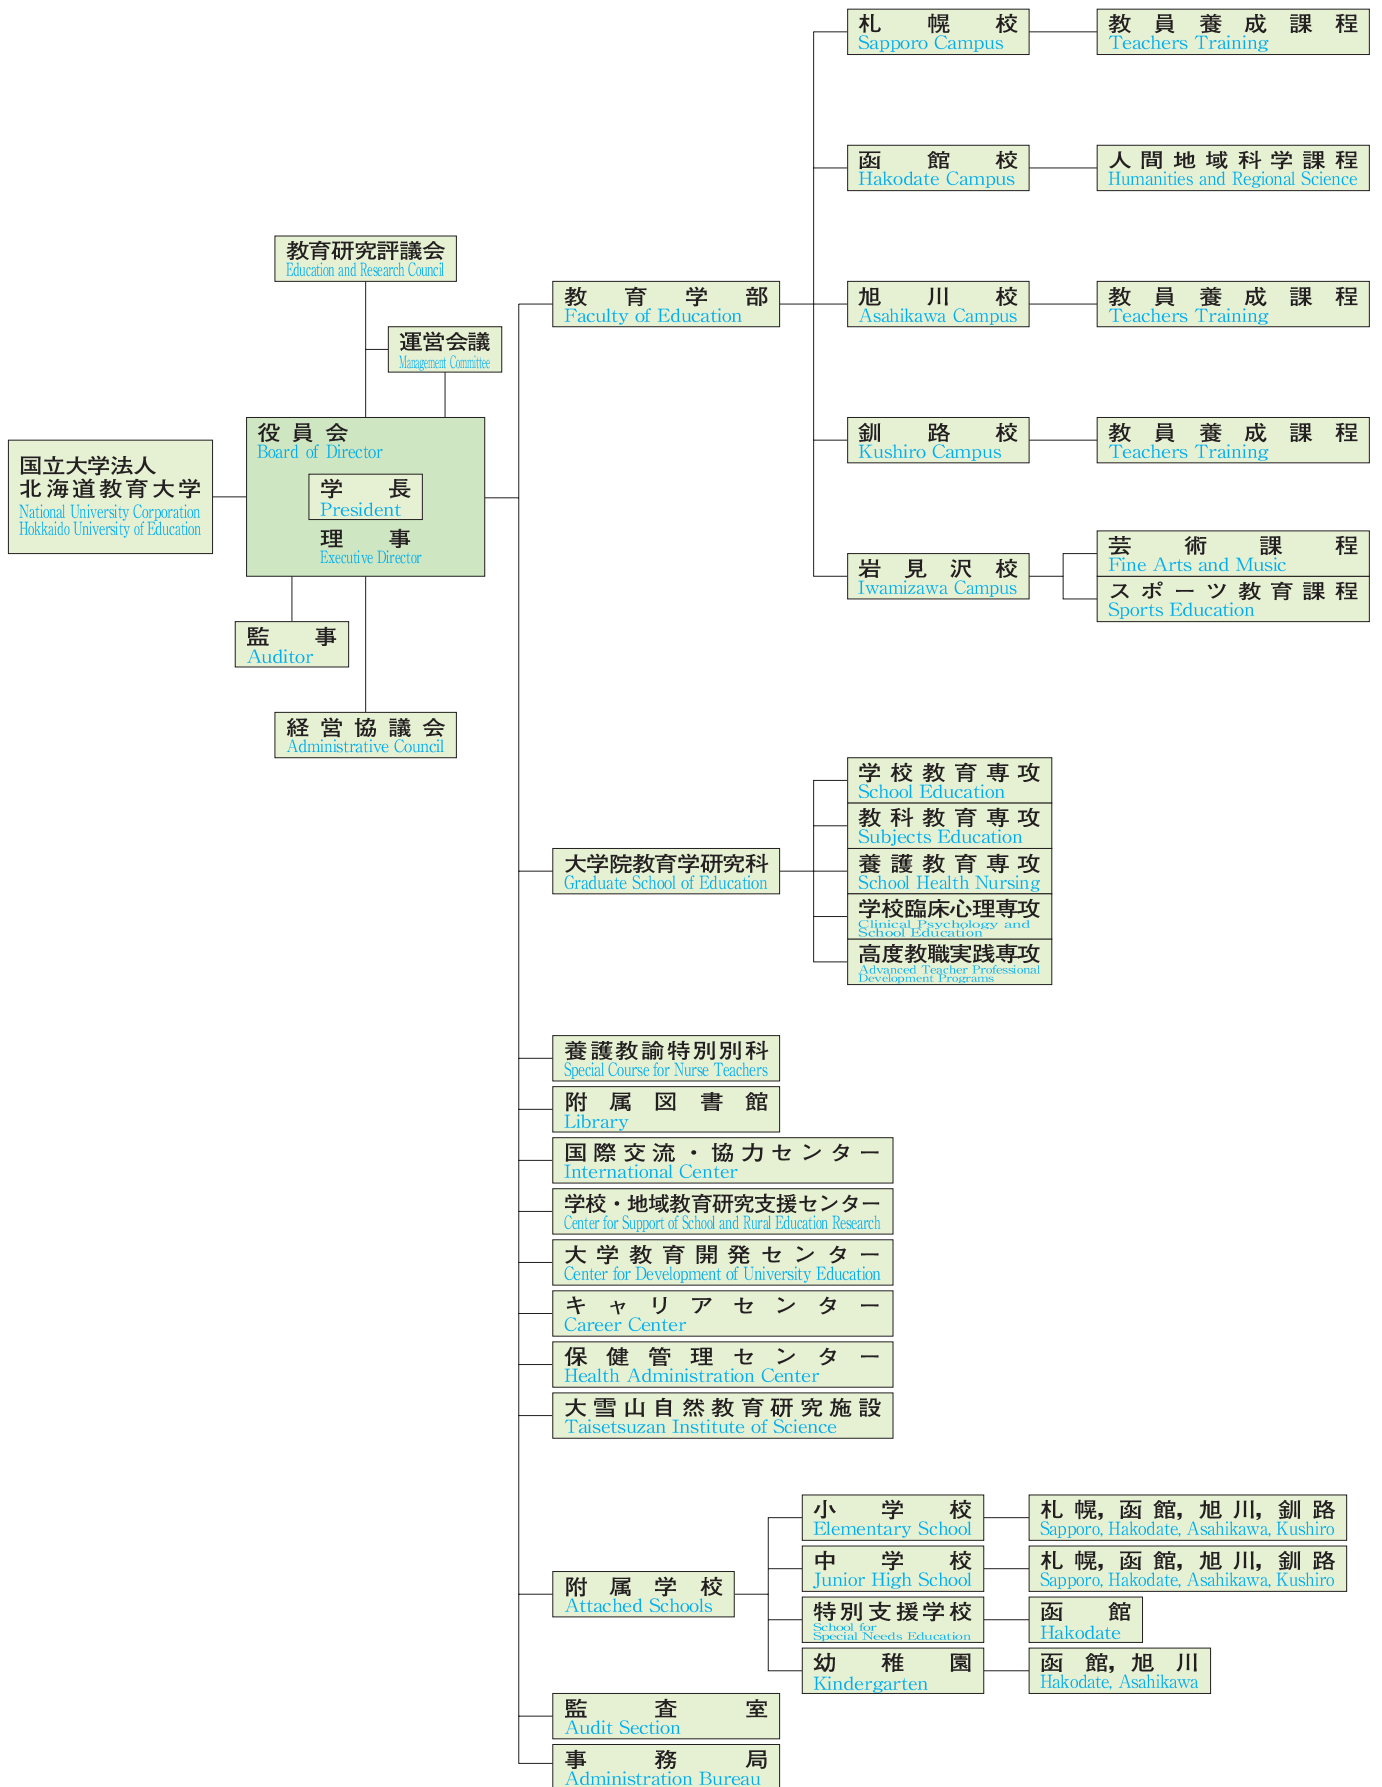 国立大学法人
北海道教育大学
National University Corporation
Hokkaido University of Education
教育研究評議会
Education and Research Council
運営会議
Management Committee
役員会
Board of Director
学長
President
理事
Executive Director
監事
Auditor
経営協議会
Administrative Council
教育学部
Faculty of Education
札幌校
Sapporo Campus
教員養成課程
Teachers Training
函館校
Hakodate Campus
人間地域科学課程
Humanities and Regional Science
旭川校
Asahikawa Campus
教員養成課程
Teachers Training
釧路校
Kushiro Campus
教員養成課程
Teachers Training
岩見沢校
Iwamizawa Campus
芸術課程
Fine Arts and Music
スポーツ教育課程
Sports Education
大学院教育学研究科
Graduate School of Education
学校教育専攻
School Education
教科教育専攻
Subjects Education
養護教育専攻
School Health Nursing
学校臨床心理専攻
Clinical Psychology and
School Education
高度教職実践専攻
Advanced Teacher Professional
Development Programs
養護教諭特別別科
Special Course for Nurse Teachers
附属図書館
Library
国際交流・協力センター
International Center
学校・地域教育研究支援センター
Center for Support of School and Rural Education Research
大学教育開発センター
Center for Development of University Education
キャリアセンター
Career Center
保健管理センター
Health Administration Center
大雪山自然教育研究施設
Taisetsuzan Institute of Science
附属学校
Attached Schools
小学校
Elementary School
札幌，函館，旭川，釧路
Sapporo, Hakodate, Asahikawa, Kushiro
中学校
Junior High School
札幌，函館，旭川，釧路
Sapporo, Hakodate, Asahikawa, Kushiro
特別支援学校
School for
Special Needs Education
函館
Hakodate
幼稚園
Kindergarten
函館，旭川
Hakodate, Asahikawa
監査室
Audit Section
事務局
Administration Bureau